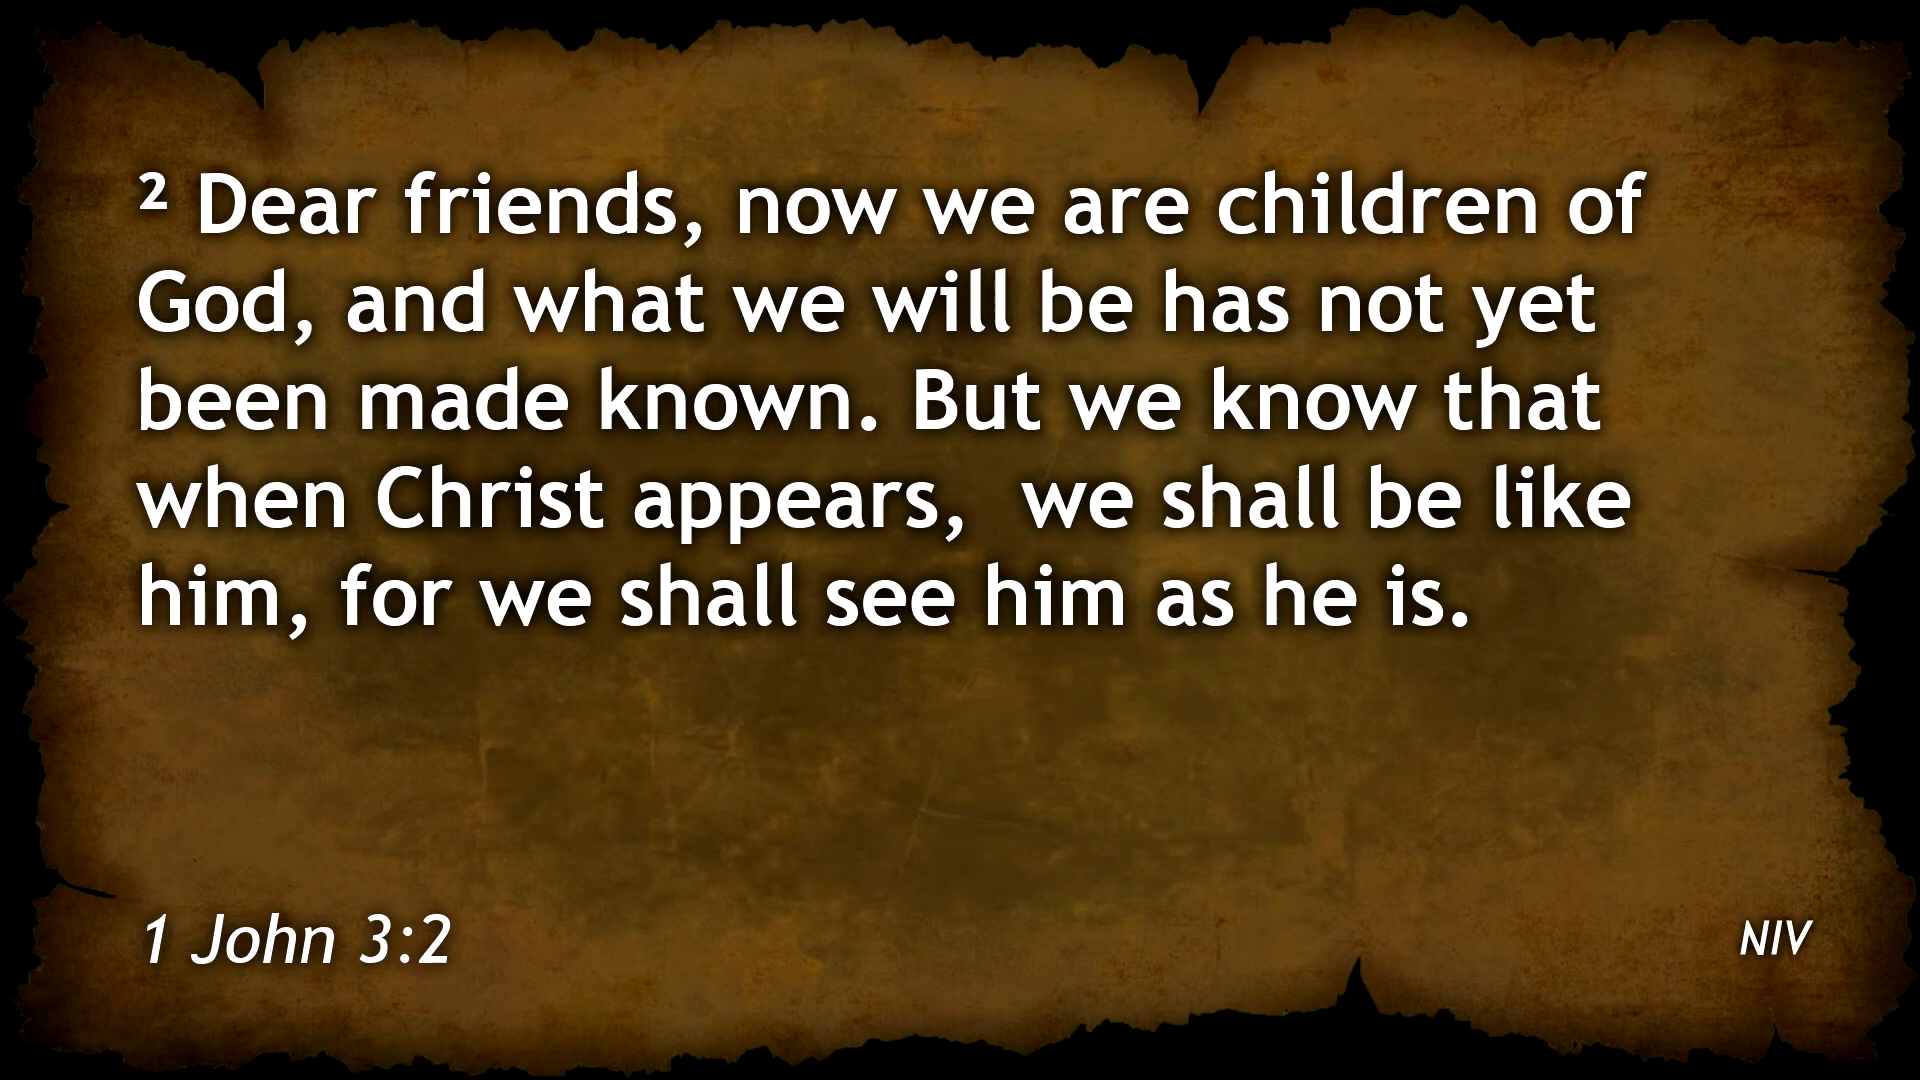 ² Dear friends, now we are children of
God, and what we will be has not yet
been made known. But we know that
when Christ appears,  we shall be like
him, for we shall see him as he is.
1 John 3:2
NIV